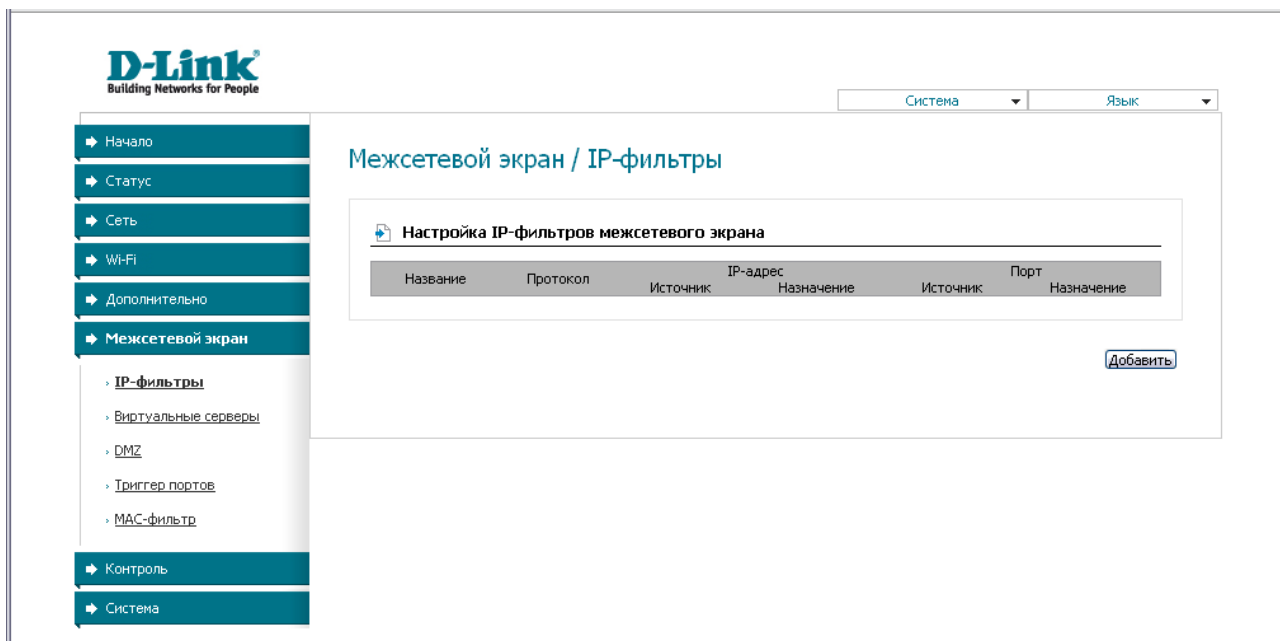 D-Link
Building Networks for People
Система
Язык
Начало
Статус
Сеть
Wi-Fi
Дополнительно
Межсетевой экран
IP-фильтры
Виртуальные серверы
DMZ
Триггер портов
MAC-фильтр
Контроль
Система
Межсетевой экран / IP-фильтры
Настройка IP-фильтров межсетевого экрана
Название Протокол IP-адрес Порт
Источник Назначение Источник Назначение
Добавить